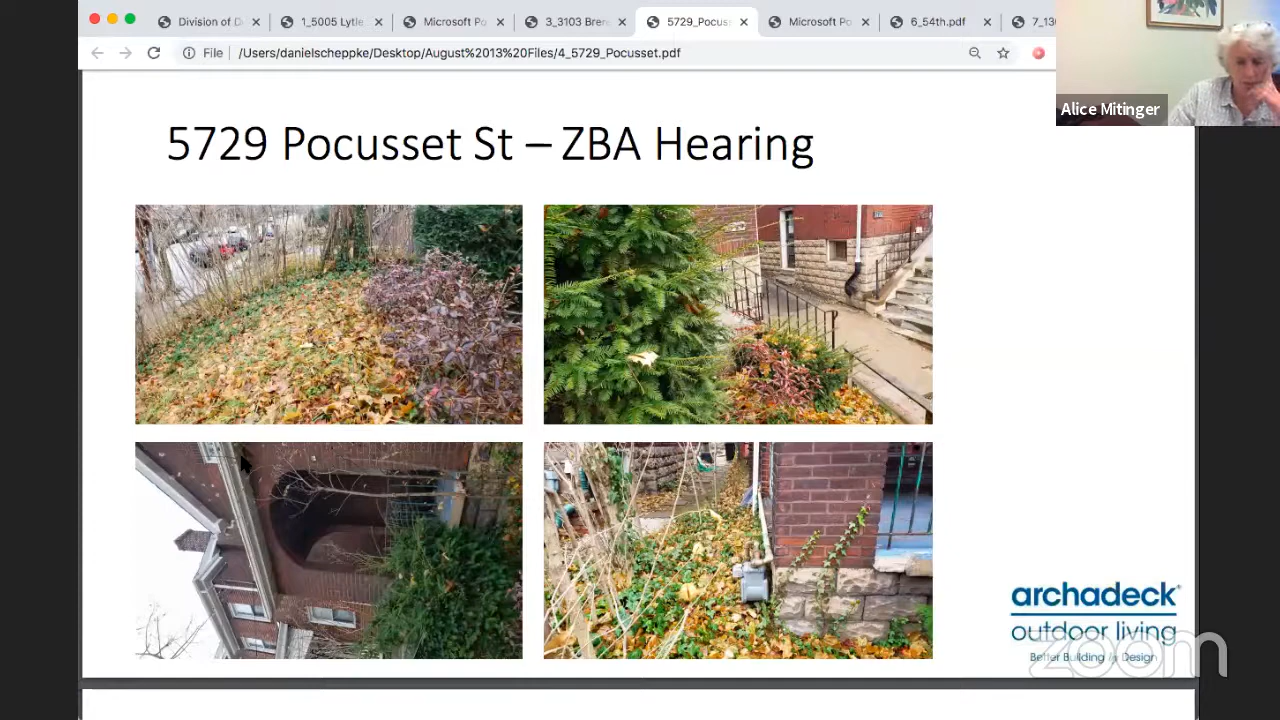 Division of D
1_5005 Lytle
Microsoft Po
3_3103 Bren
5729_Pocus
Microsoft Po
6_54th.pdf
7_13
File
/Users/danielscheppke/Desktop/August%2013%20Files/4_5729_Pocusset.pdf
Alice Mitinger
5729 Pocusset St – ZBA Hearing
archadeck
outdoor living
Better Building by Design
zoom